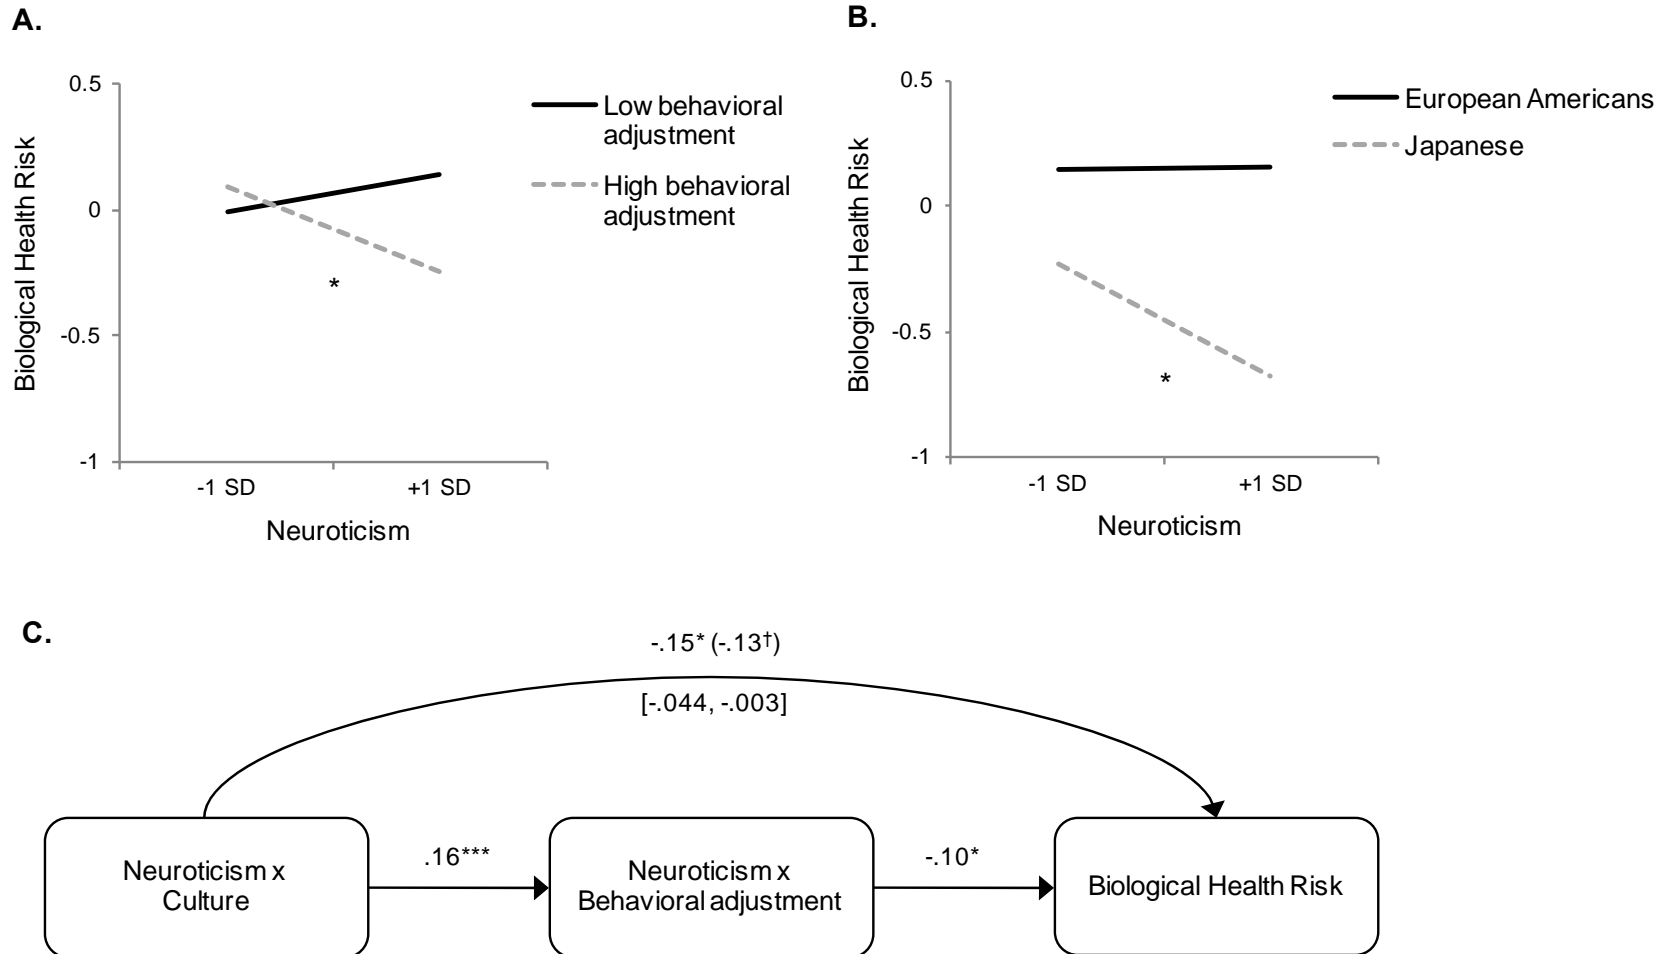 A.
0.5
0
-0.5
-1
Biological Health Risk
-1 SD
+1 SD
Neuroticism
Low behavioral
adjustment
High behavioral
adjustment
*
B.
0.5
0
-0.5
-1
Biological Health Risk
-1 SD
+1 SD
Neuroticism
European Americans
Japanese
*
C.
-.15* (-.13†)
[-.044, -.003]
Neuroticism x
Culture
.16***
Neuroticism x
Behavioral adjustment
-.10*
Biological Health Risk